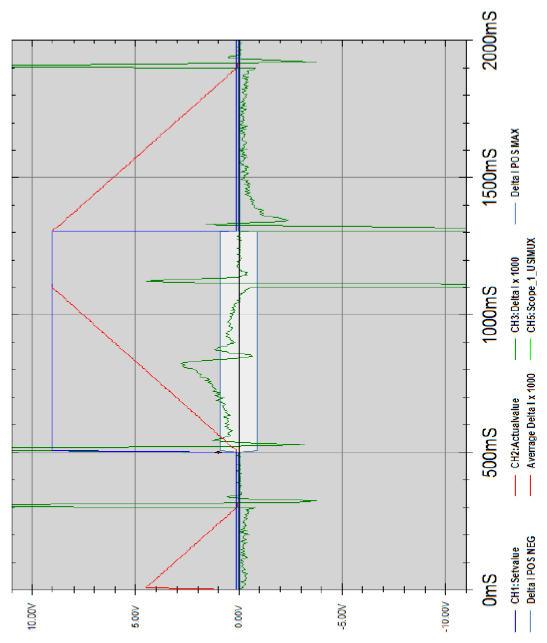 2000mS
1500mS
1000mS
500mS
0mS
10.00V
5.00V
0.00V
-5.00V
-10.00V
CH1:Setvalue
CH2:Actualvalue
CH3:Delta I x 1000
Delta I POS MAX
Delta I POS NEG
Averrage Delta I x 1000
CH5:Scope_1_USIMUX